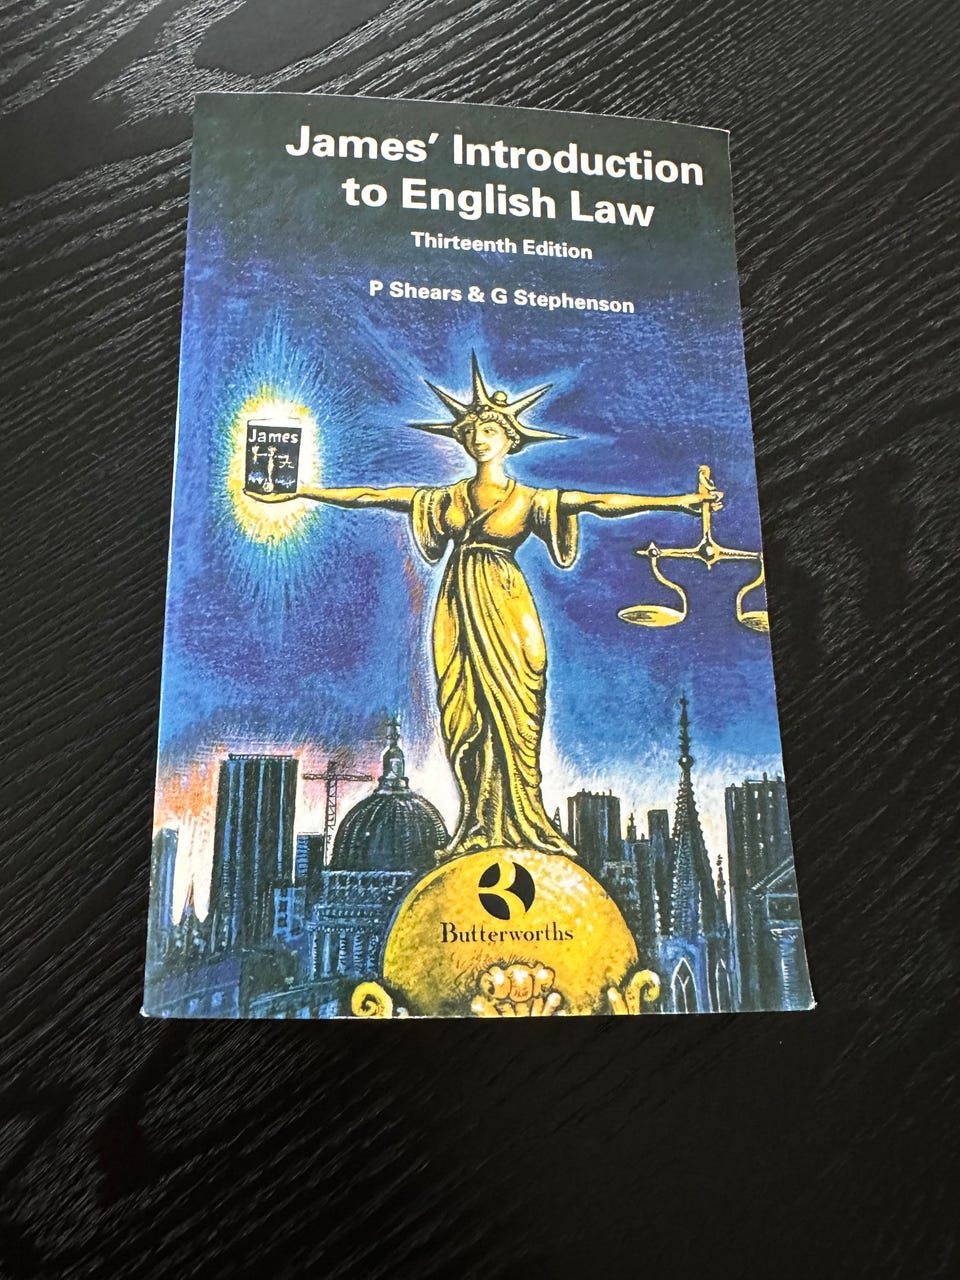 James' Introduction
to English Law
Thirteenth Edition
P Shears & G Stephenson
James
Butterworths